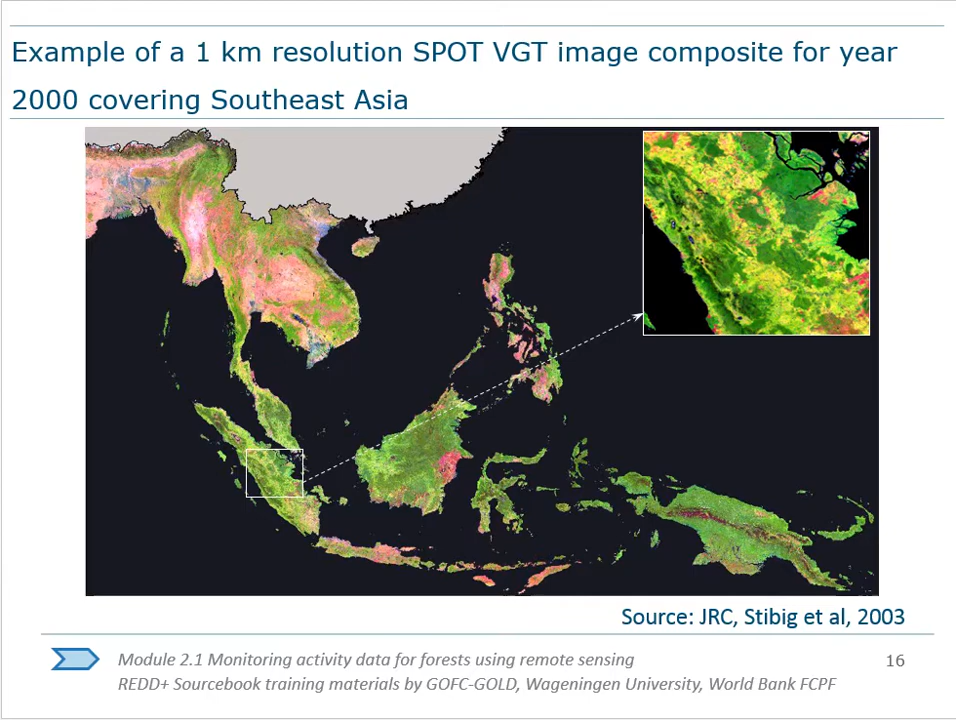 Example of a 1 km resolution SPOT VGT image composite for year
2000 covering Southeast Asia
Source: JRC, Stibig et al, 2003
Module 2.1 Monitoring activity data for forests using remote sensing
REDD+ Sourcebook training materials by GOFC-GOLD, Wageningen University, World Bank FCPF
16